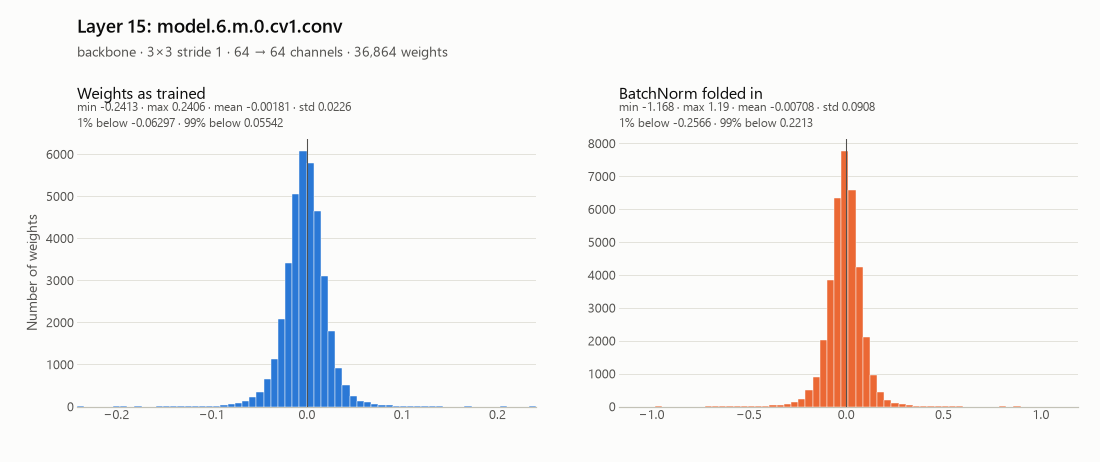 Layer 15: model.6.m.0.cv1.conv
backbone · 3×3 stride 1 · 64 → 64 channels · 36,864 weights
Weights as trained
min -0.2413 · max 0.2406 · mean -0.00181 · std 0.0226
1% below -0.06297 · 99% below 0.05542
Number of weights
6000
5000
4000
3000
2000
1000
0
−0.2 −0.1 0.0 0.1 0.2
BatchNorm folded in
min -1.168 · max 1.19 · mean -0.00708 · std 0.0908
1% below -0.2566 · 99% below 0.2213
8000
7000
6000
5000
4000
3000
2000
1000
0
−1.0 −0.5 0.0 0.5 1.0